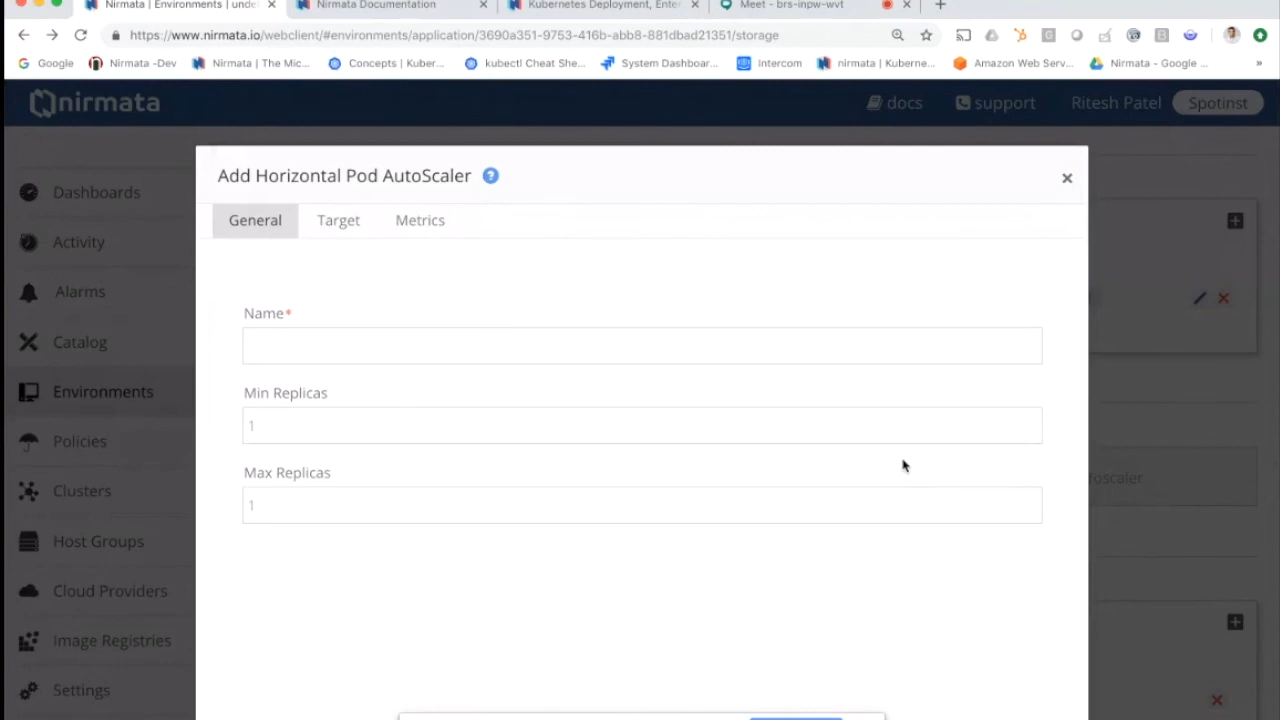 Nirmata | Environments | unde
Nirmata Documentation
Kubernetes Deployment, Enter
Meet - brs-inpw-wvt
https://www.nirmata.io/webclient/#environments/application/3690a351-9753-416b-abb8-881dbad21351/storage
Google
Nirmata -Dev
Nirmata | The Mic...
Concepts | Kuber...
kubectl Cheat She...
System Dashboar...
Intercom
nirmata | Kuberne...
Amazon Web Serv...
Nirmata - Google ...
»
nirmata
docs
support
Ritesh Patel
Spotinst
Dashboards
Activity
Alarms
Catalog
Environments
Policies
Clusters
Host Groups
Cloud Providers
Image Registries
Settings
Add Horizontal Pod AutoScaler ?
General
Target
Metrics
Name*
Min Replicas
1
Max Replicas
1